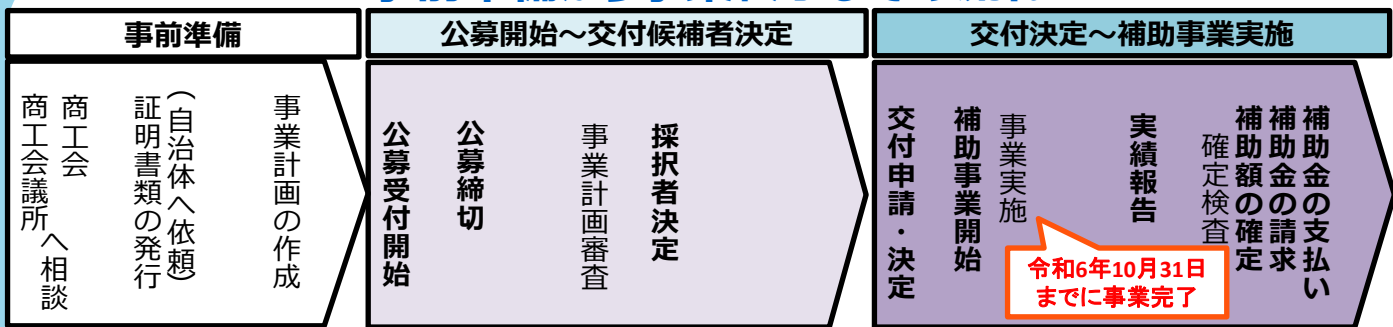 事前準備
公募開始～交付候補者決定
交付決定～補助事業実施
商工会議所
商工会
へ相談
証明書類の発行
（自治体へ依頼）
事業計画の作成
公募受付開始
公募締切
事業計画審査
採択者決定
交付申請・決定
補助事業開始
事業実施
令和6年10月31日
までに事業完了
実績報告
確定検査
補助額の確定
補助金の請求
補助金の支払い